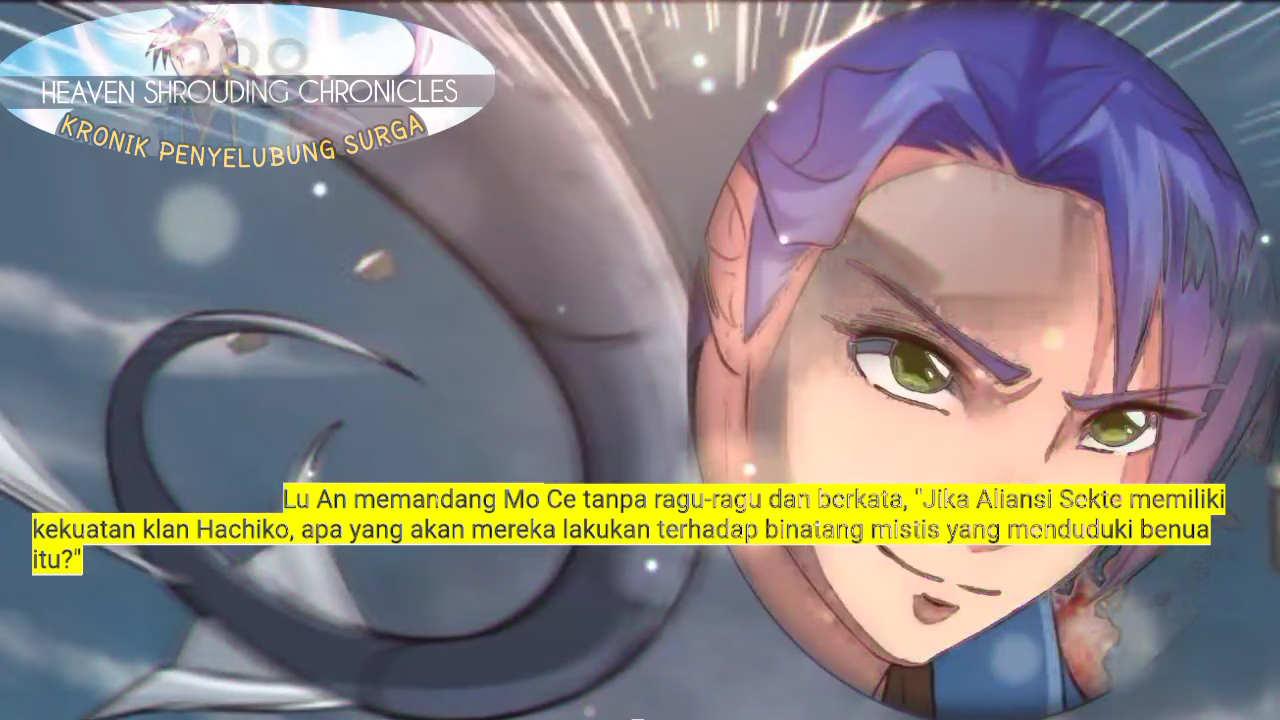 HEAVEN SHROUDING CHRONICLES
KRONIK PENYELUBUNG SURGA
Lu An memandang Mo Ce tanpa ragu-ragu dan berkata, "Jika Aliansi Sekte memiliki
kekuatan klan Hachiko, apa yang akan mereka lakukan terhadap binatang mistis yang menduduki benua
itu?"